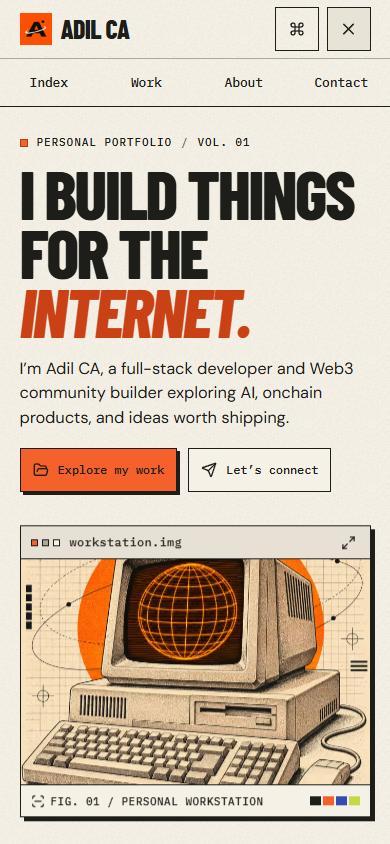 ADIL CA
⌘
Index
Work
About
Contact
PERSONAL PORTFOLIO / VOL. 01
I BUILD THINGS
FOR THE
INTERNET.
I’m Adil CA, a full-stack developer and Web3
community builder exploring AI, onchain
products, and ideas worth shipping.
Explore my work
Let’s connect
workstation.img
FIG. 01 / PERSONAL WORKSTATION